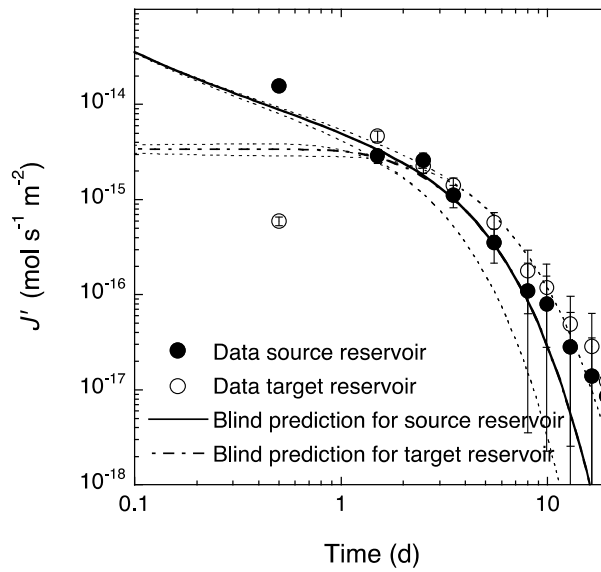 10⁻¹⁴
10⁻¹⁵
10⁻¹⁶
10⁻¹⁷
10⁻¹⁸
J′ (mol s⁻¹ m⁻²)
Data source reservoir
Data target reservoir
Blind prediction for source reservoir
Blind prediction for target reservoir
0.1 1 10
Time (d)